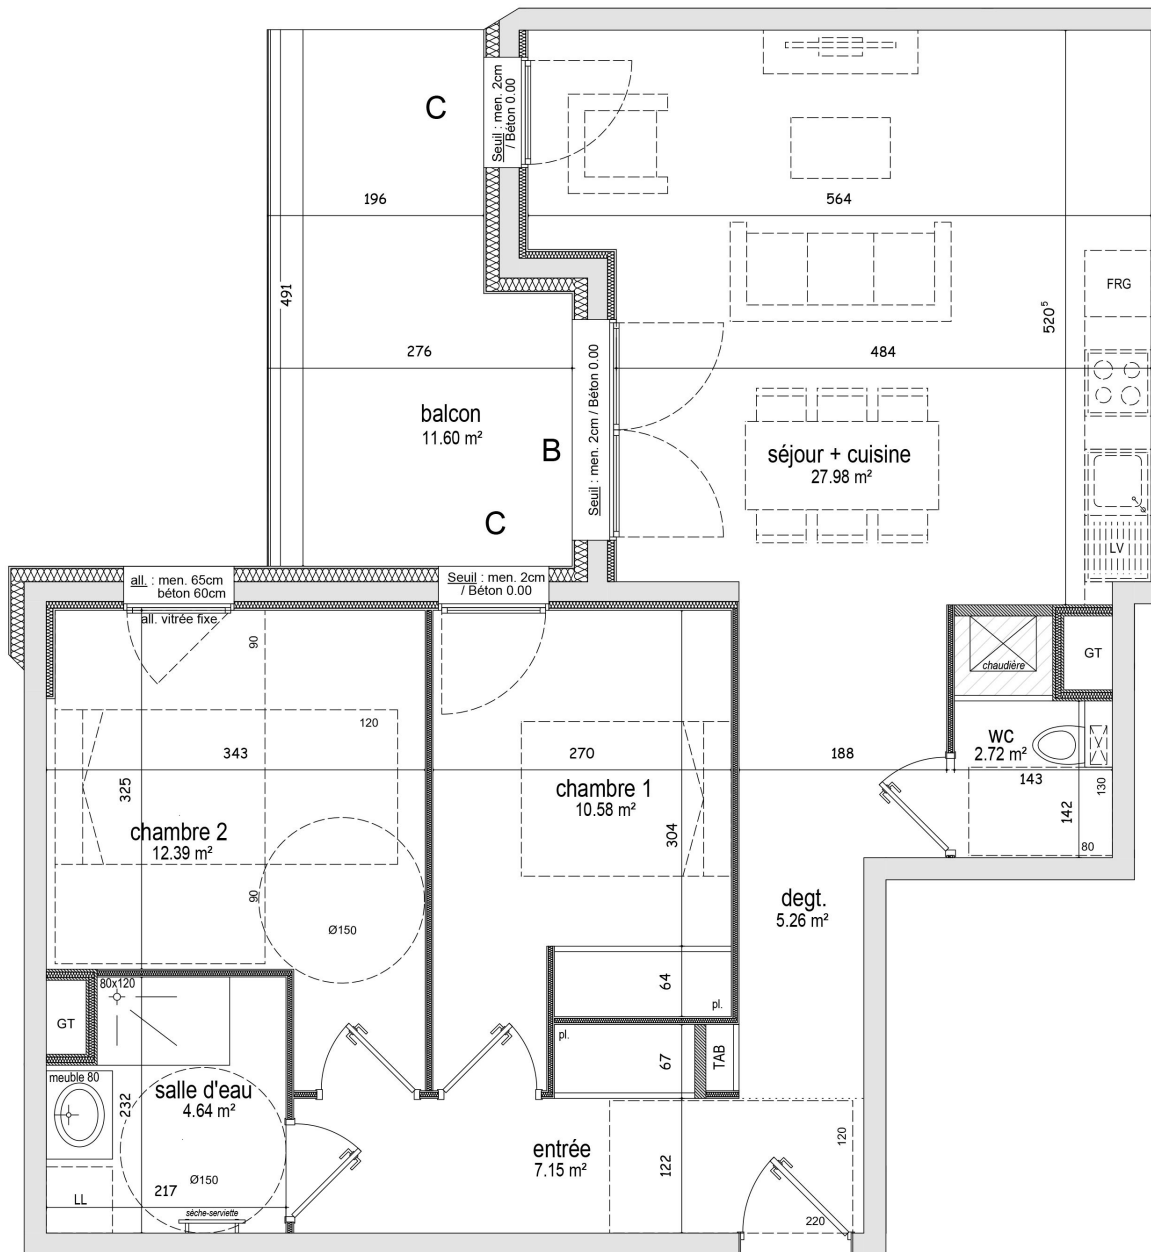 C
Seuil : men. 2cm
/ Béton 0.00
196
564
491
FRG
520⁵
276
484
balcon
11.60 m²
B
Seuil : men. 2cm / Béton 0.00
séjour + cuisine
27.98 m²
C
LV
all. : men. 65cm
béton 60cm
all. vitrée fixe
Seuil : men. 2cm
/ Béton 0.00
90
chaudière
GT
120
wc
2.72 m²
343
270
188
143
325
chambre 1
10.58 m²
142
130
chambre 2
12.39 m²
304
80
90
degt.
5.26 m²
Ø150
80x120
64
pl.
GT
pl.
67
TAB
meuble 80
salle d'eau
4.64 m²
232
entrée
7.15 m²
122
120
Ø150
217
LL
sèche-serviette
220